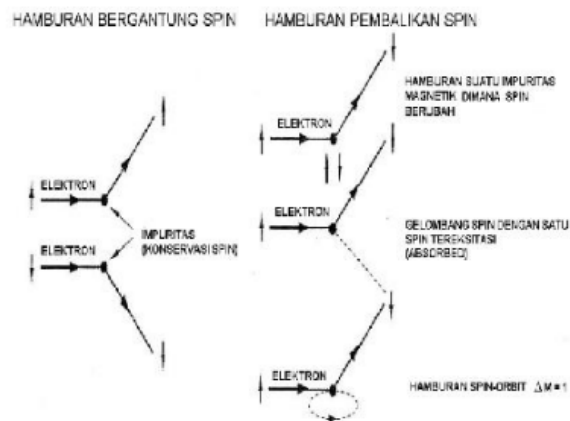 HAMBURAN BERGANTUNG SPIN
ELEKTRON
IMPURITAS
(KONSERVASI SPIN)
ELEKTRON
HAMBURAN PEMBALIKAN SPIN
HAMBURAN SUATU IMPURITAS
MAGNETIK DIMANA SPIN
BERUBAH
ELEKTRON
ELEKTRON
GELOMBANG SPIN DENGAN SATU
SPIN TEREKSITASI
(ABSORBED)
ELEKTRON
HAMBURAN SPIN-ORBIT ΔM = 1